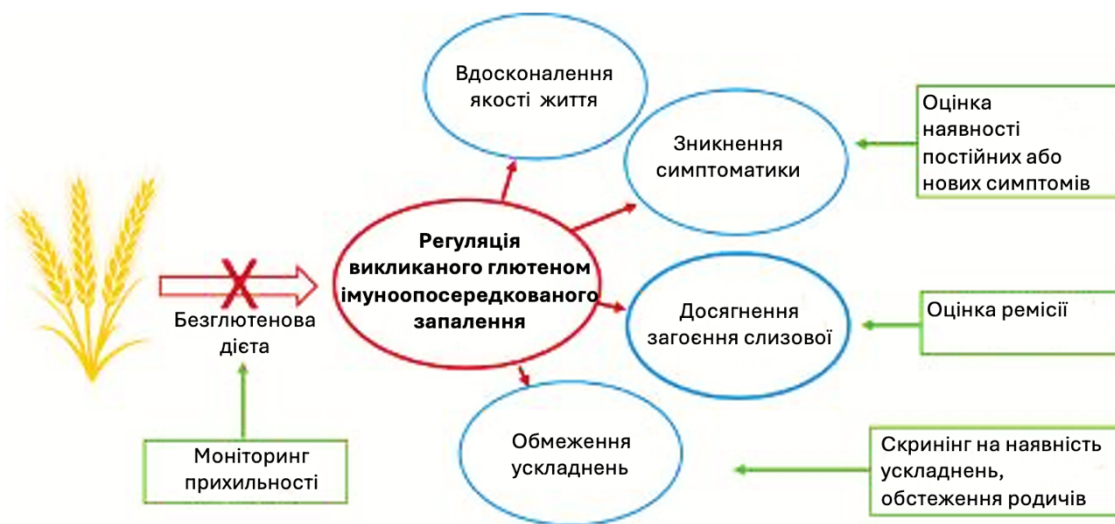 Вдосконалення
якості життя
Зникнення
симптоматики
Оцінка
наявності
постійних або
нових симптомів
Регуляція
викликаного глютеном
імуноопосередкованого
запалення
Безглютенова
дієта
Досягнення
загоєння слизової
Оцінка ремісії
Моніторинг
прихильності
Обмеження
ускладнень
Скринінг на наявність
ускладнень,
обстеження родичів